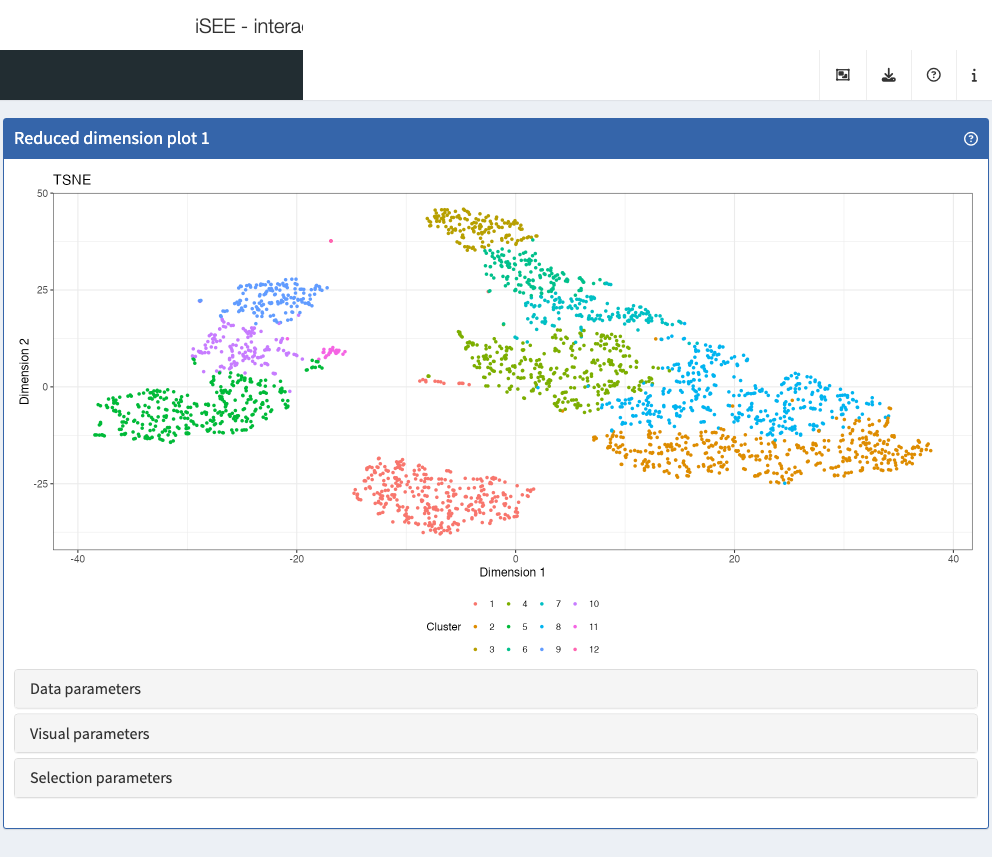 iSEE - interac
Reduced dimension plot 1
TSNE
50
25
0
-25
Dimension 2
-40 -20 0 20 40
Dimension 1
Cluster
1 4 7 10
2 5 8 11
3 6 9 12
Data parameters
Visual parameters
Selection parameters